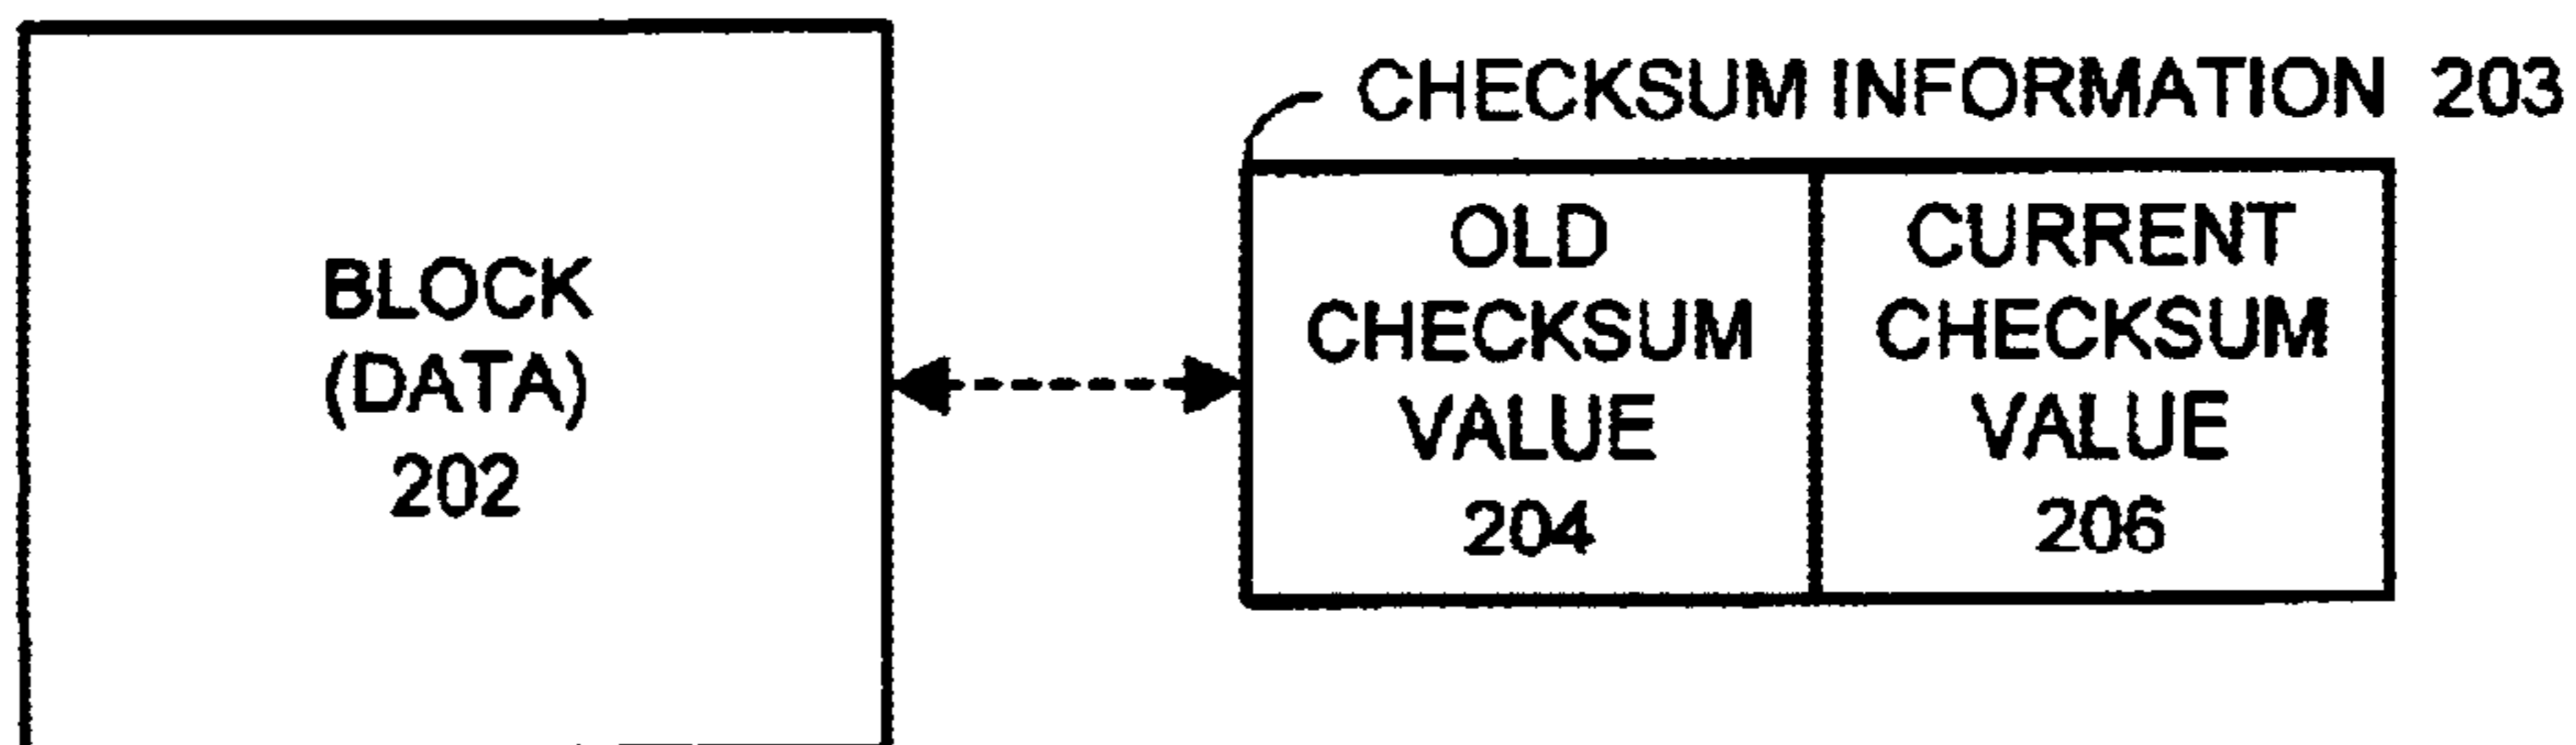 CHECKSUM INFORMATION 203
BLOCK
(DATA)
202
OLD
CHECKSUM
VALUE
204
CURRENT
CHECKSUM
VALUE
206